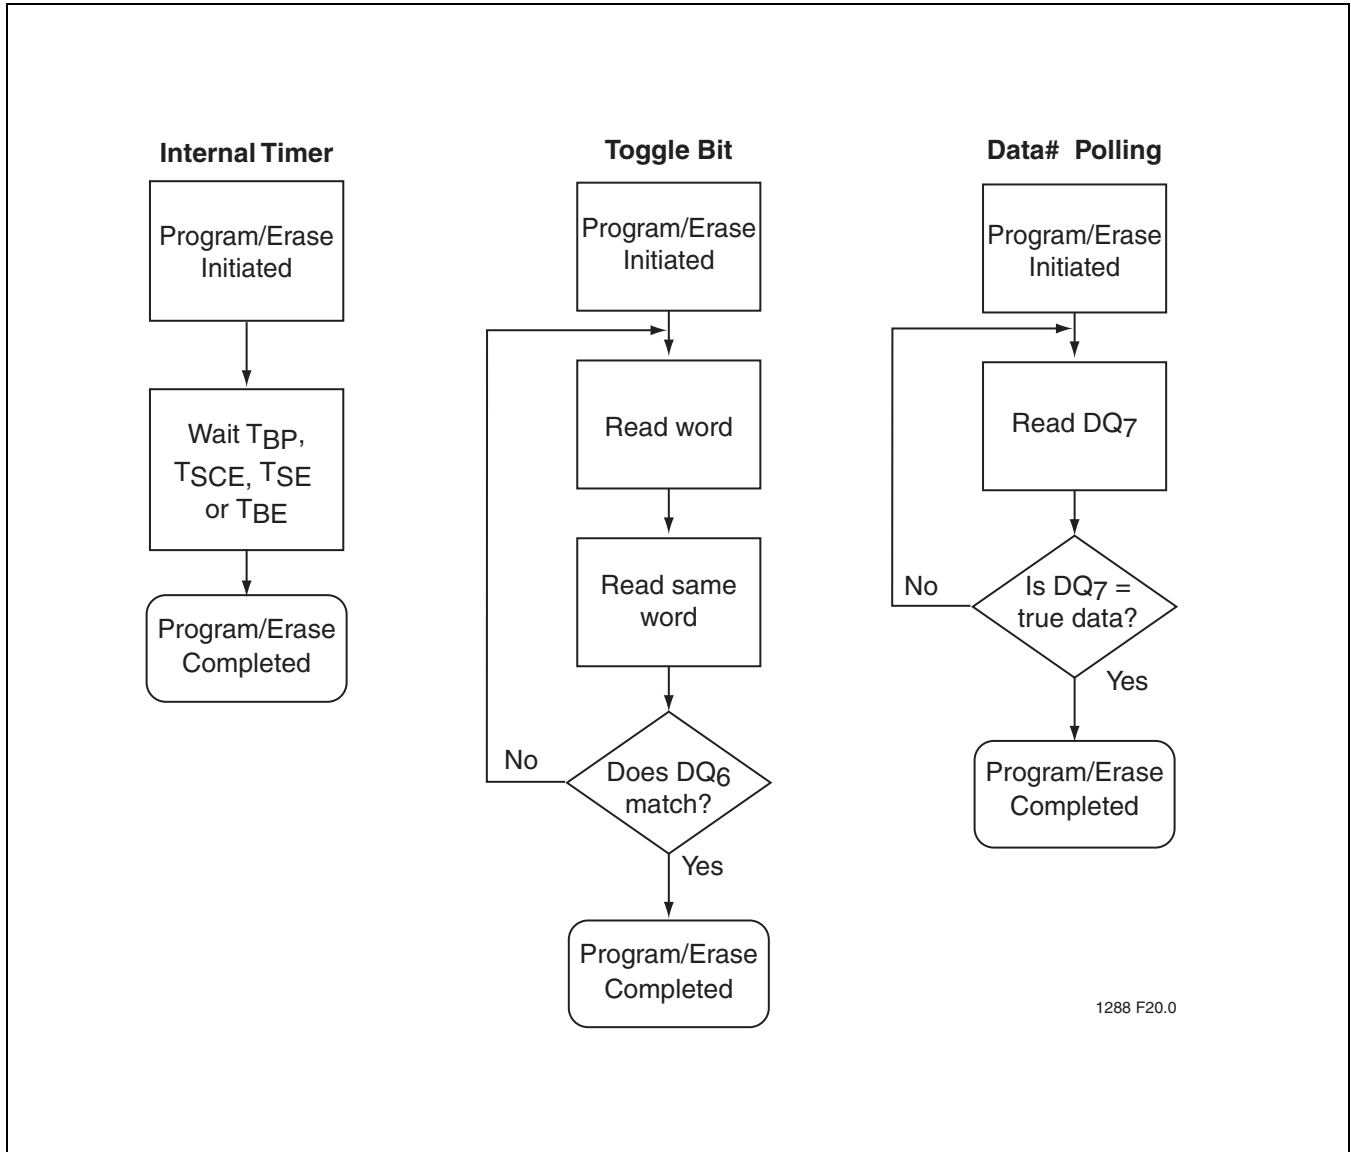 Internal Timer
Program/Erase
Initiated
Wait TBP,
TSCE, TSE
or TBE
Program/Erase
Completed
Toggle Bit
Program/Erase
Initiated
Read word
Read same
word
Does DQ6
match?
No
Yes
Program/Erase
Completed
Data# Polling
Program/Erase
Initiated
Read DQ7
Is DQ7 =
true data?
No
Yes
Program/Erase
Completed
1288 F20.0